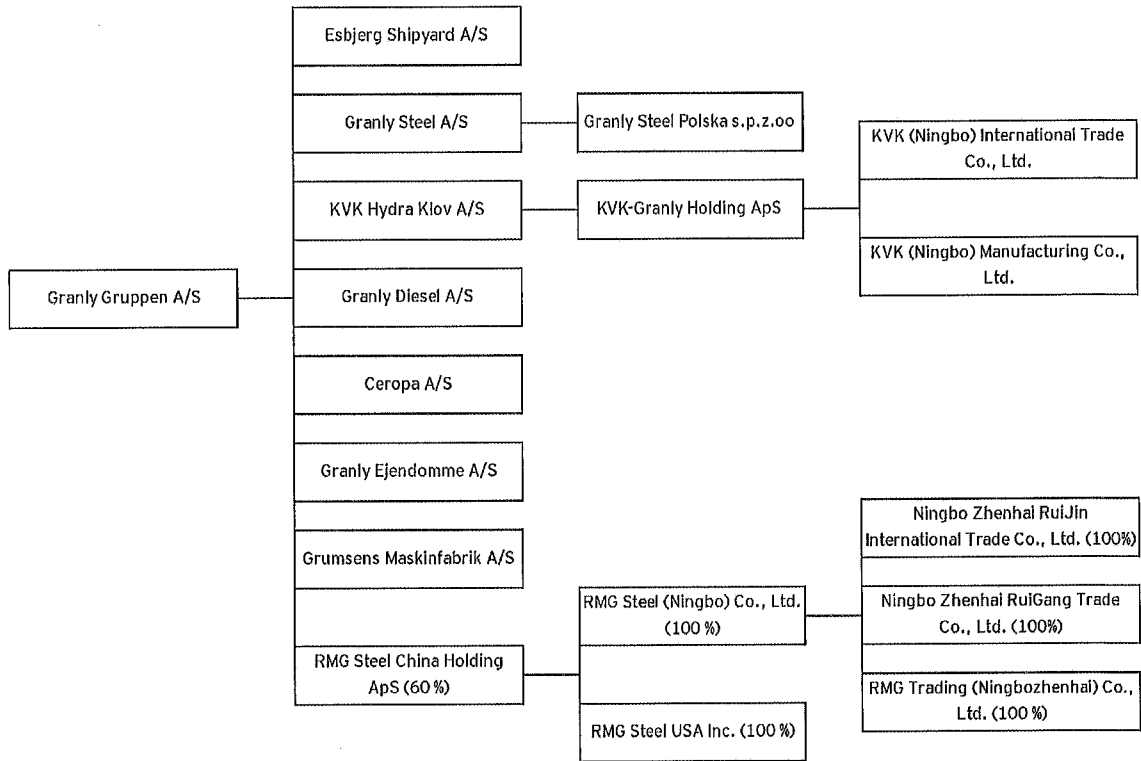 Esbjerg Shipyard A/S
Granly Steel A/S
Granly Steel Polska s.p.z.oo
KVK (Ningbo) International Trade
Co., Ltd.
KVK Hydra Klov A/S
KVK-Granly Holding ApS
KVK (Ningbo) Manufacturing Co.,
Ltd.
Granly Gruppen A/S
Granly Diesel A/S
Ceropa A/S
Granly Ejendomme A/S
Grumsens Maskinfabrik A/S
Ningbo Zhenhai RuiJin
International Trade Co., Ltd. (100%)
RMG Steel (Ningbo) Co., Ltd.
(100 %)
Ningbo Zhenhai RuiGang Trade
Co., Ltd. (100%)
RMG Steel China Holding
ApS (60 %)
RMG Trading (Ningbozhenhai) Co.,
Ltd. (100 %)
RMG Steel USA Inc. (100 %)